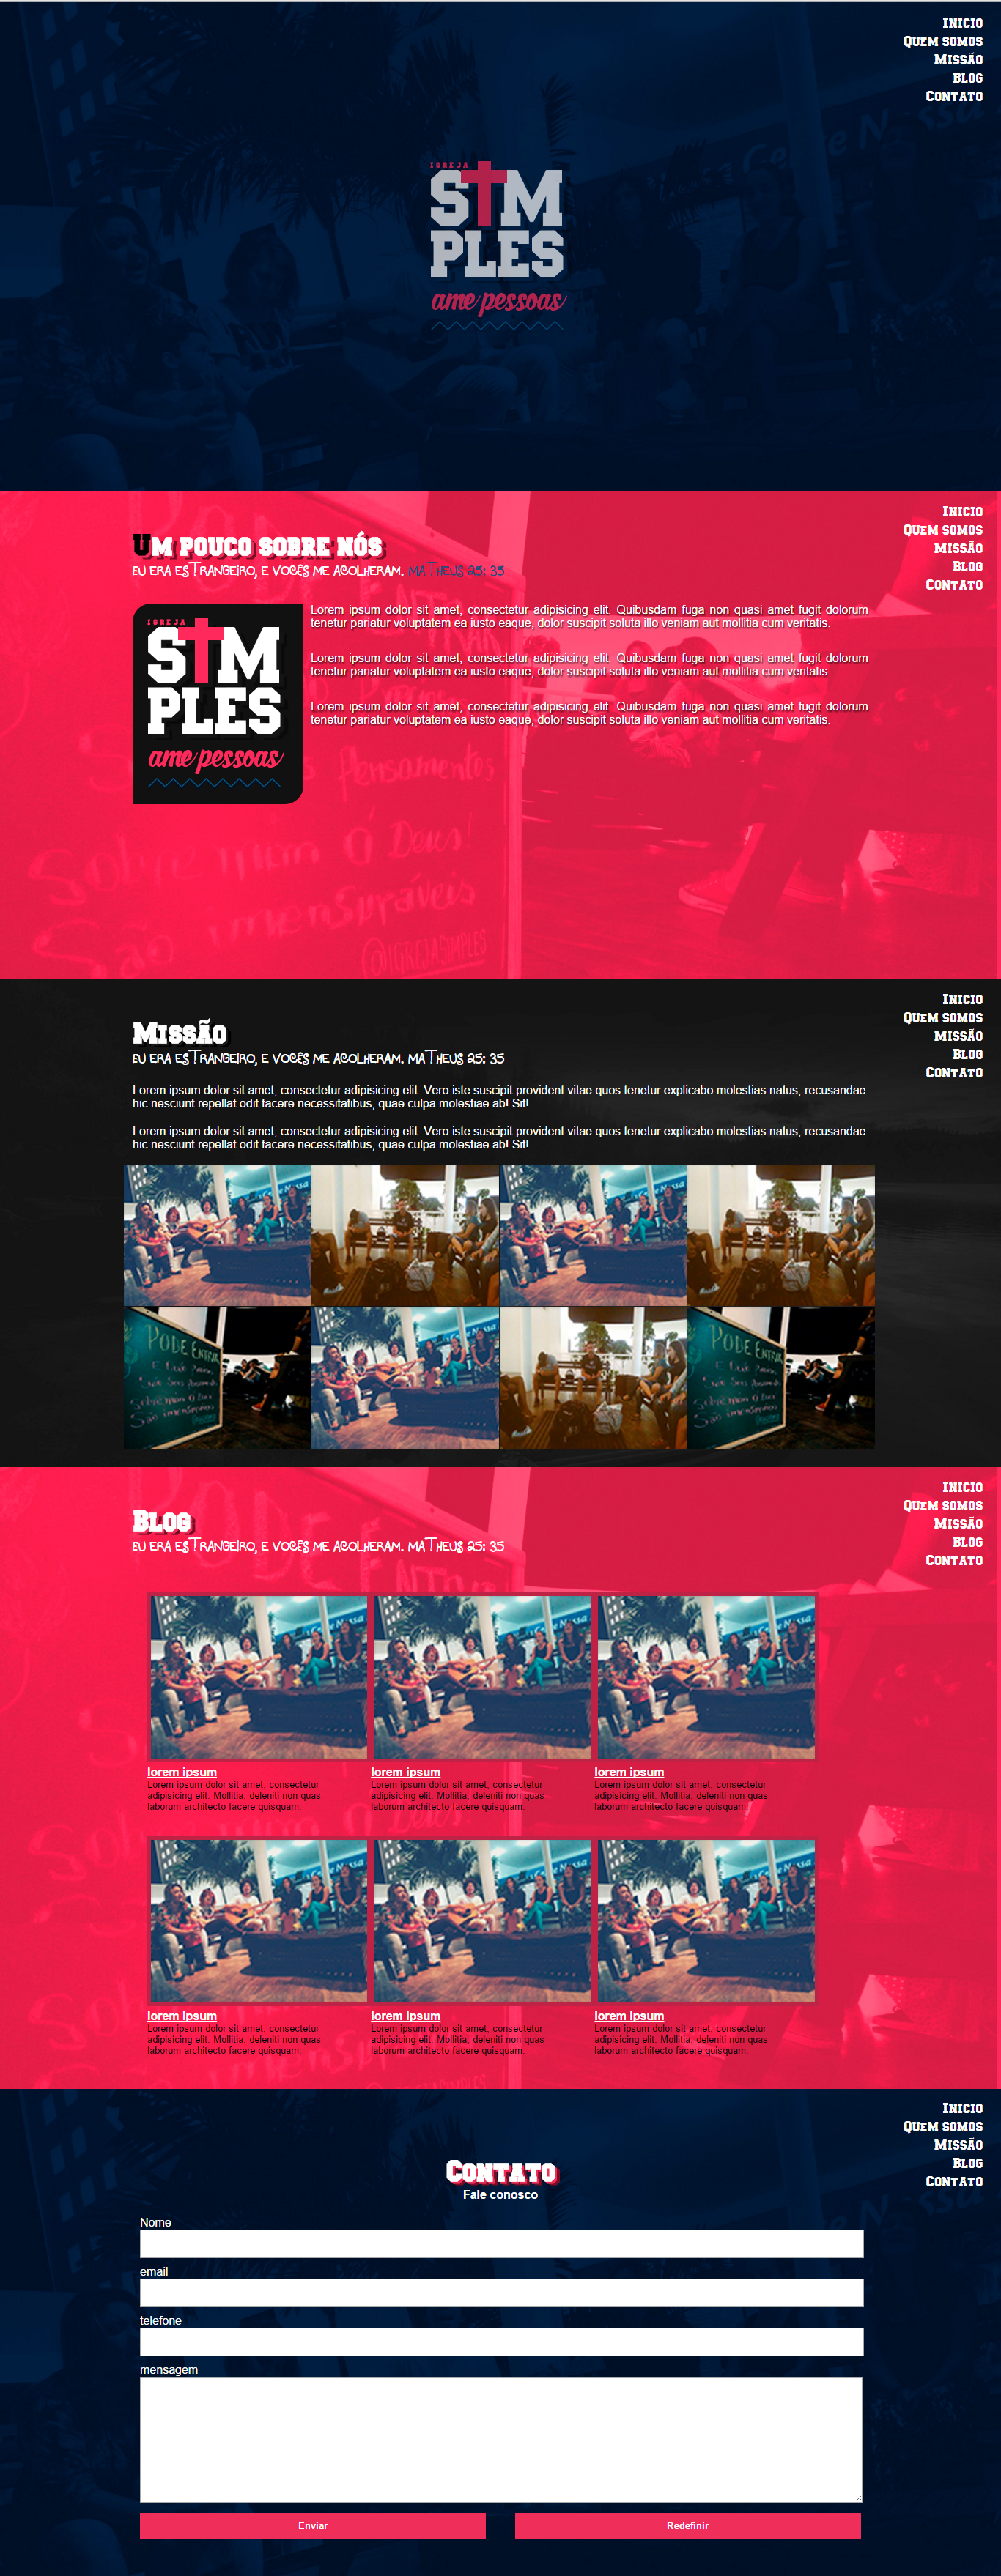 Inicio
Quem somos
Missão
Blog
Contato
IGREJA
SIMPLES
ame pessoas
Inicio
Quem somos
Missão
Blog
Contato
Um pouco sobre nós
Eu era estrangeiro, e vocês me acolheram. Matheus 25: 35
IGREJA
SIMPLES
ame pessoas
Lorem ipsum dolor sit amet, consectetur adipisicing elit. Quibusdam fuga non quasi amet fugit dolorum
tenetur pariatur voluptatem ea iusto eaque, dolor suscipit soluta illo veniam aut mollitia cum veritatis.
Lorem ipsum dolor sit amet, consectetur adipisicing elit. Quibusdam fuga non quasi amet fugit dolorum
tenetur pariatur voluptatem ea iusto eaque, dolor suscipit soluta illo veniam aut mollitia cum veritatis.
Lorem ipsum dolor sit amet, consectetur adipisicing elit. Quibusdam fuga non quasi amet fugit dolorum
tenetur pariatur voluptatem ea iusto eaque, dolor suscipit soluta illo veniam aut mollitia cum veritatis.
Pensamentos
Sobre mim ó Deus!
São imensuráveis
@IGREJASIMPLES
Inicio
Quem somos
Missão
Blog
Contato
Missão
Eu era estrangeiro, e vocês me acolheram. Matheus 25: 35
Lorem ipsum dolor sit amet, consectetur adipisicing elit. Vero iste suscipit provident vitae quos tenetur explicabo molestias natus, recusandae
hic nesciunt repellat odit facere necessitatibus, quae culpa molestiae ab! Sit!
Lorem ipsum dolor sit amet, consectetur adipisicing elit. Vero iste suscipit provident vitae quos tenetur explicabo molestias natus, recusandae
hic nesciunt repellat odit facere necessitatibus, quae culpa molestiae ab! Sit!
PODE ENTRAR
PODE ENTRAR
Inicio
Quem somos
Missão
Blog
Contato
Blog
Eu era estrangeiro, e vocês me acolheram. Matheus 25: 35
lorem ipsum
Lorem ipsum dolor sit amet, consectetur
adipisicing elit. Mollitia, deleniti non quas
laborum architecto facere quisquam.
lorem ipsum
Lorem ipsum dolor sit amet, consectetur
adipisicing elit. Mollitia, deleniti non quas
laborum architecto facere quisquam.
lorem ipsum
Lorem ipsum dolor sit amet, consectetur
adipisicing elit. Mollitia, deleniti non quas
laborum architecto facere quisquam.
lorem ipsum
Lorem ipsum dolor sit amet, consectetur
adipisicing elit. Mollitia, deleniti non quas
laborum architecto facere quisquam.
lorem ipsum
Lorem ipsum dolor sit amet, consectetur
adipisicing elit. Mollitia, deleniti non quas
laborum architecto facere quisquam.
lorem ipsum
Lorem ipsum dolor sit amet, consectetur
adipisicing elit. Mollitia, deleniti non quas
laborum architecto facere quisquam.
Inicio
Quem somos
Missão
Blog
Contato
Contato
Fale conosco
Nome
email
telefone
mensagem
Enviar
Redefinir